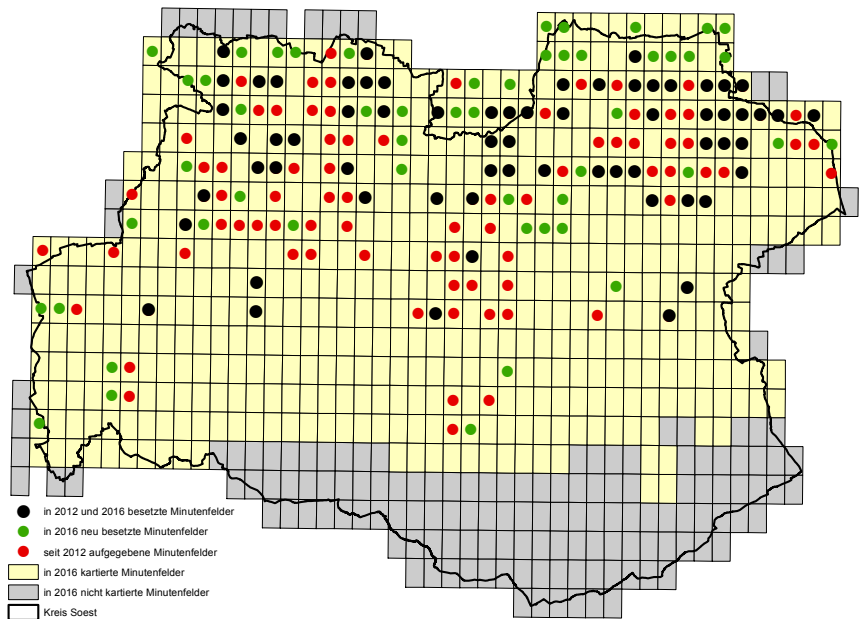 in 2012 und 2016 besetzte Minutenfelder
in 2016 neu besetzte Minutenfelder
seit 2012 aufgegebene Minutenfelder
in 2016 kartierte Minutenfelder
in 2016 nicht kartierte Minutenfelder
Kreis Soest